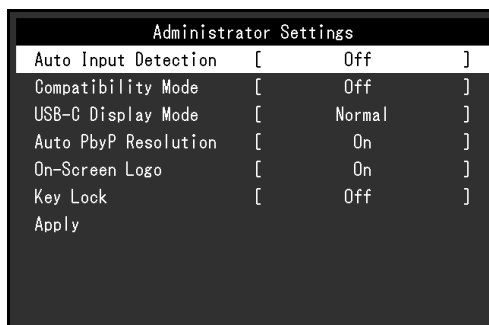 Administrator Settings
Auto Input Detection [ Off ]
Compatibility Mode [ Off ]
USB-C Display Mode [ Normal ]
Auto PbyP Resolution [ On ]
On-Screen Logo [ On ]
Key Lock [ Off ]
Apply